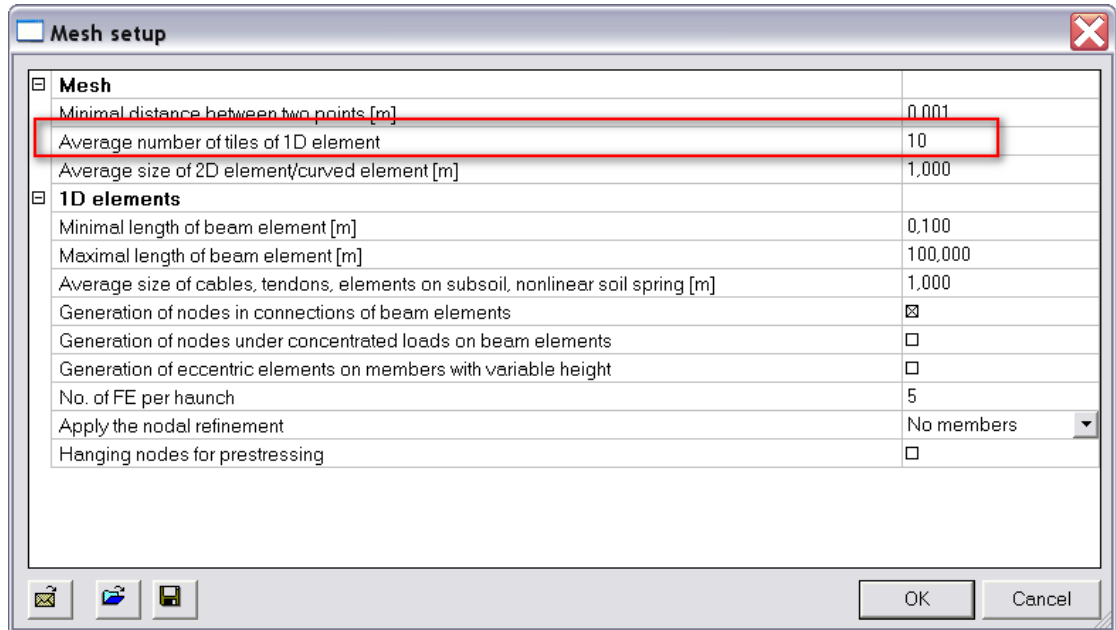 Mesh setup
Mesh
Minimal distance between two points [m] 0,001
Average number of tiles of 1D element 10
Average size of 2D element/curved element [m] 1,000
1D elements
Minimal length of beam element [m] 0,100
Maximal length of beam element [m] 100,000
Average size of cables, tendons, elements on subsoil, nonlinear soil spring [m] 1,000
Generation of nodes in connections of beam elements
Generation of nodes under concentrated loads on beam elements
Generation of eccentric elements on members with variable height
No. of FE per haunch 5
Apply the nodal refinement No members
Hanging nodes for prestressing
OK Cancel